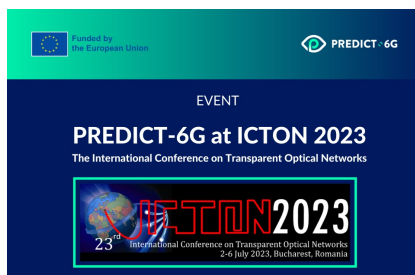 Funded by
the European Union
PREDICT-6G
EVENT
PREDICT-6G at ICTON 2023
The International Conference on Transparent Optical Networks
ICTON2023
23rd International Conference on Transparent Optical Networks
2-6 July 2023, Bucharest, Romania